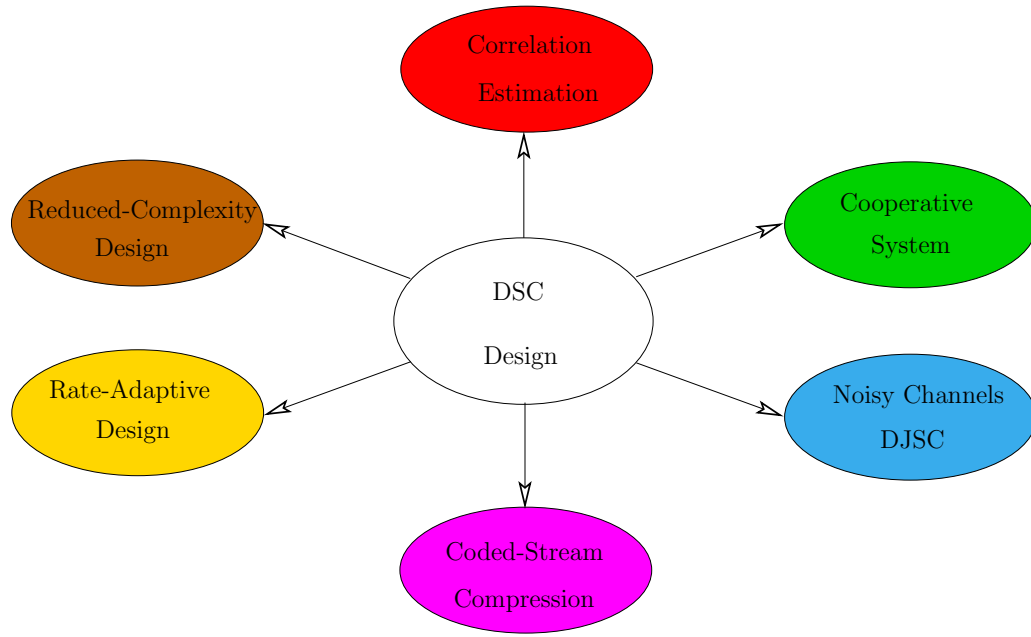 Correlation
Estimation
Reduced-Complexity
Design
Cooperative
System
DSC
Design
Rate-Adaptive
Design
Noisy Channels
DJSC
Coded-Stream
Compression